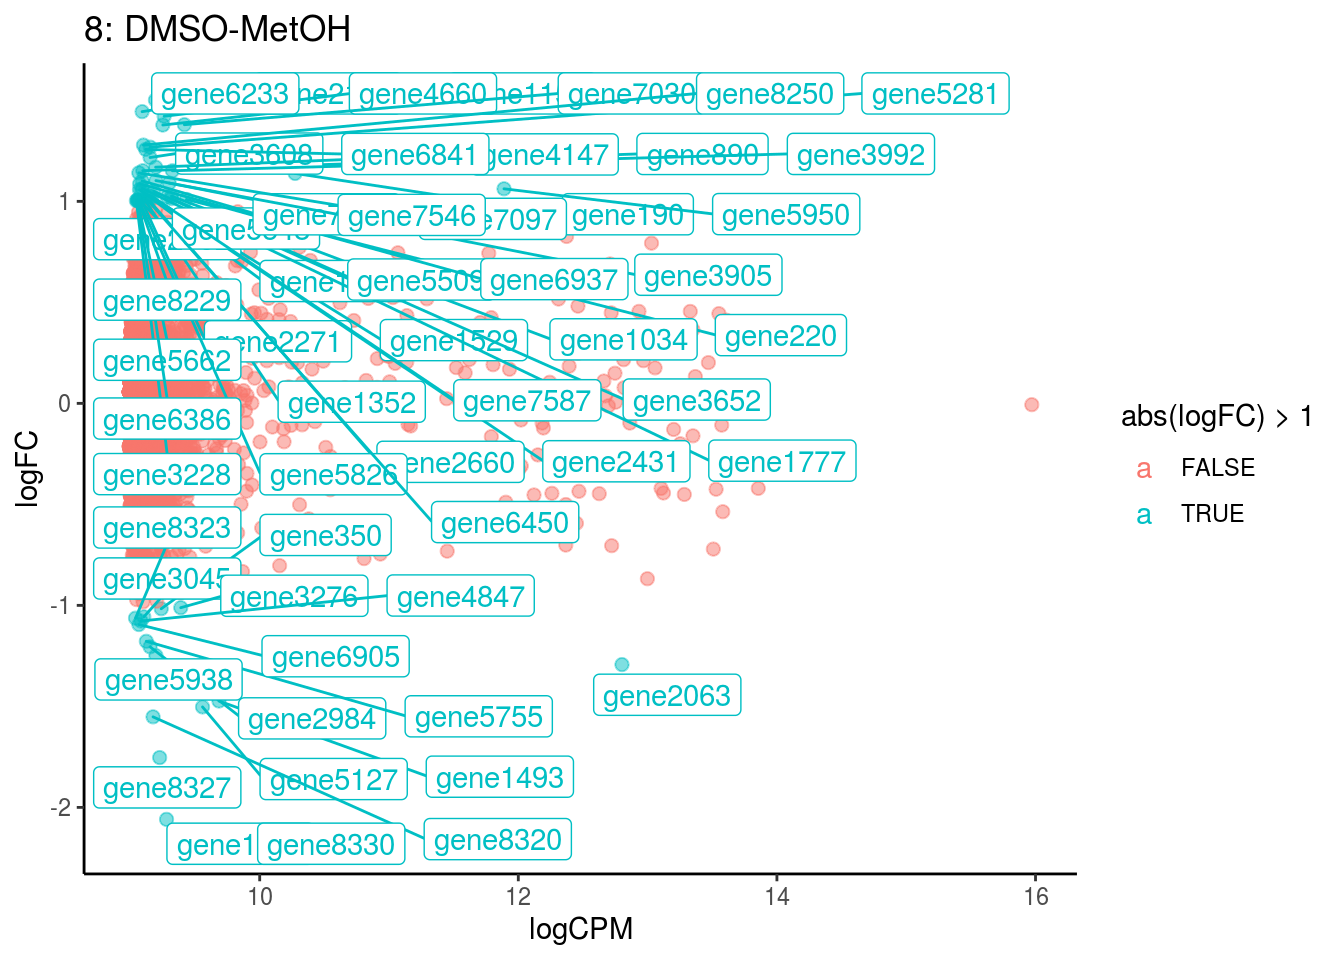 8: DMSO-MetOH
gene6233 gene4660 gene7030 gene8250 gene5281
gene3608 gene6841 gene4147 gene890 gene3992
gene7546 gene190 gene5950
gene5509 gene6937 gene3905
gene8229
gene2271 gene1529 gene1034 gene220
gene5662
gene1352 gene7587 gene3652
gene6386
gene3228 gene5826 gene2660 gene2431 gene1777
gene8323 gene350 gene6450
gene3045 gene3276 gene4847
gene6905
gene5938 gene2063
gene2984 gene5755
gene8327 gene5127 gene1493
gene8330 gene8320
1
0
-1
-2
logFC
10 12 14 16
logCPM
abs(logFC) > 1
a FALSE
a TRUE